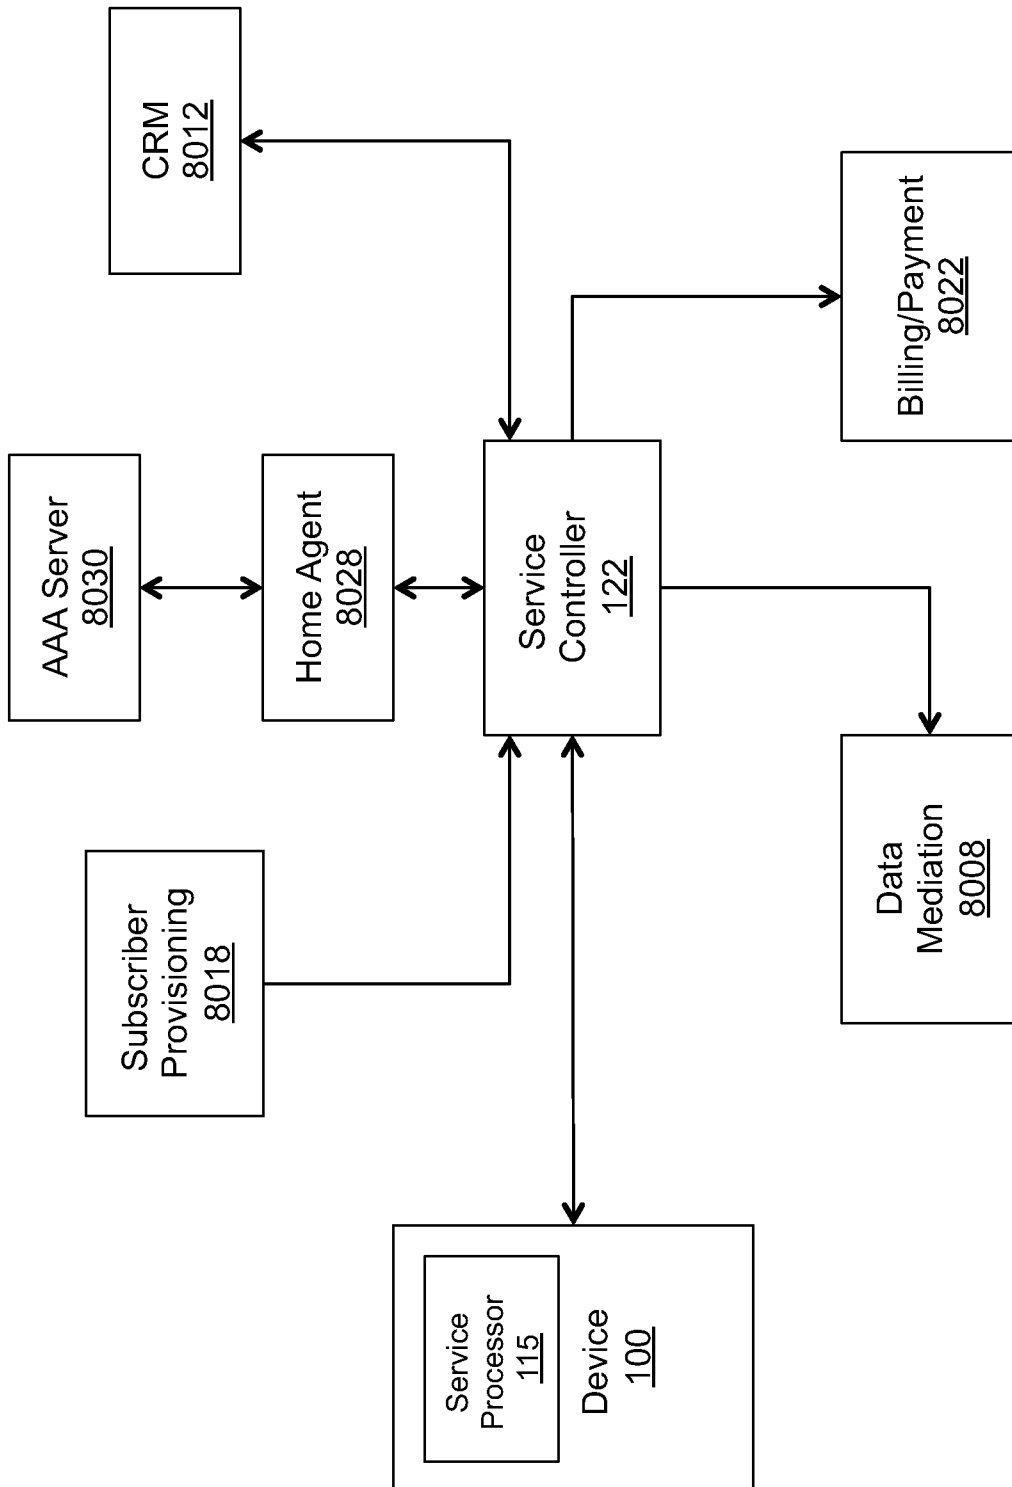 AAA Server
8030
CRM
8012
Subscriber
Provisioning
8018
Home Agent
8028
Service
Processor
115
Device
100
Service
Controller
122
Data
Mediation
8008
Billing/Payment
8022